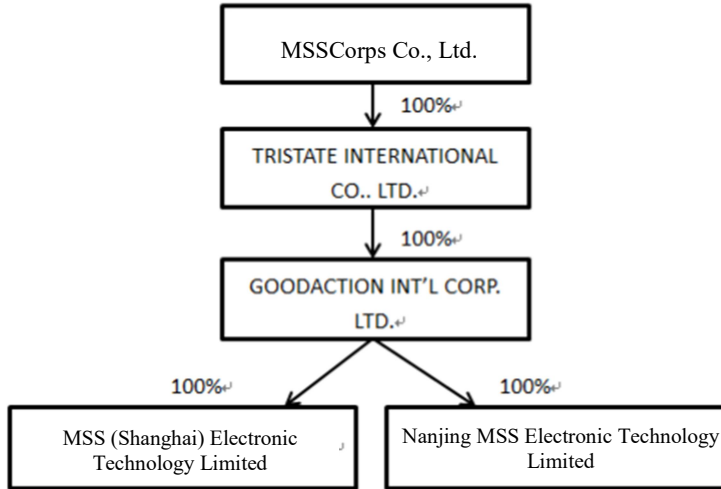 MSSCorps Co., Ltd.
100%↵
TRISTATE INTERNATIONAL
CO.. LTD.↵
100%↵
GOODACTION INT'L CORP.
LTD.↵
100%↵
100%↵
MSS (Shanghai) Electronic
Technology Limited
↵
Nanjing MSS Electronic Technology
Limited